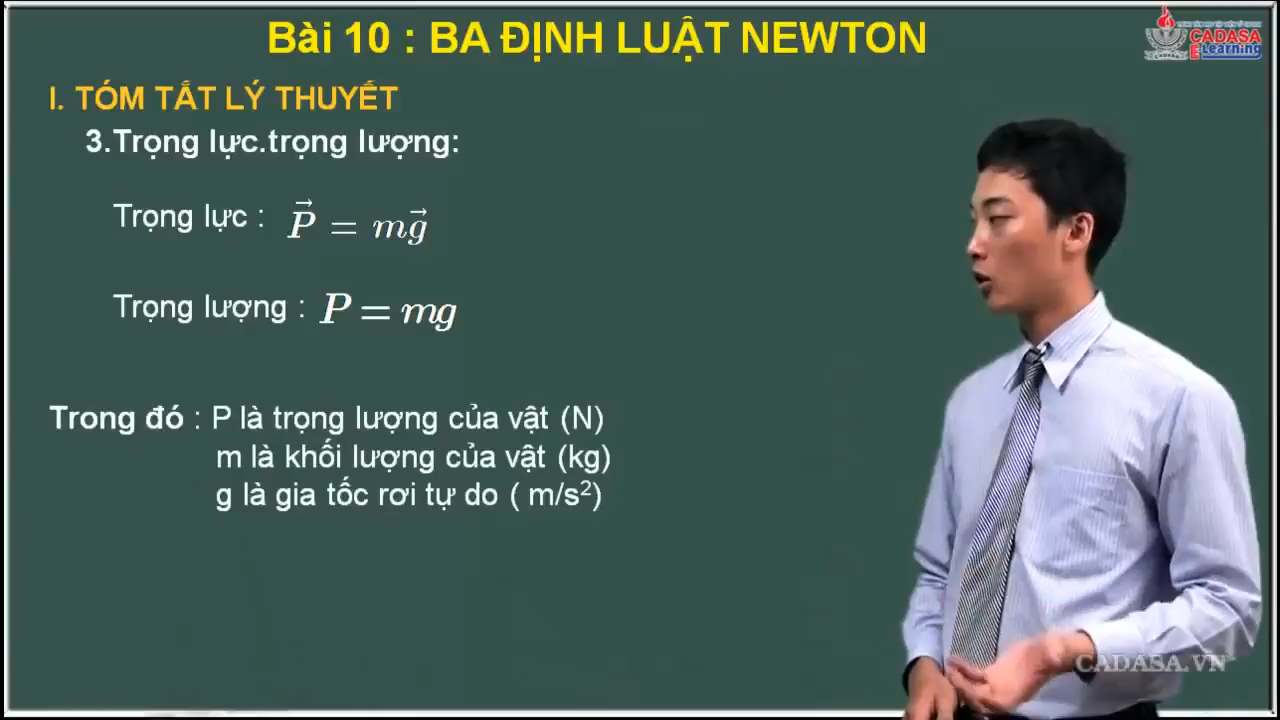 Bài 10 : BA ĐỊNH LUẬT NEWTON
CADASA
E Learning
I. TÓM TẮT LÝ THUYẾT
3.Trọng lực.trọng lượng:
Trọng lực : P⃗ = mg⃗
Trọng lượng : P = mg
Trong đó : P là trọng lượng của vật (N)
m là khối lượng của vật (kg)
g là gia tốc rơi tự do ( m/s²)
CADASA.VN